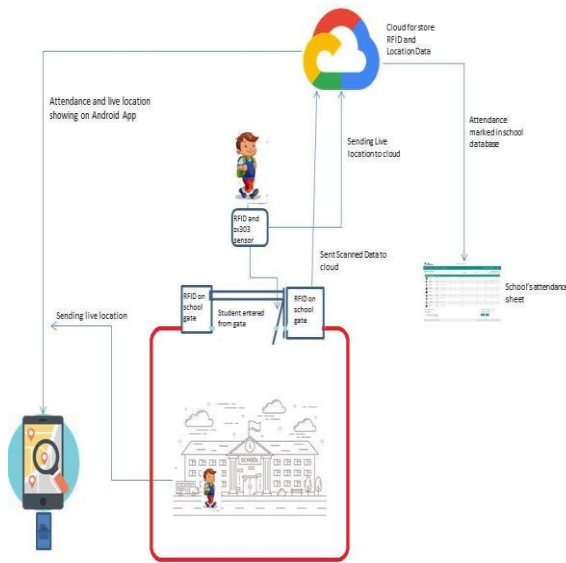 Cloud for store
RFID and
Location Data
Attendance and live location
showing on Android App
Attendance
marked in school
database
Sending Live
location to cloud
RFID and
zx303
sensor
Sent Scanned Data to
cloud
RFID on
school
gate
Student entered
from gate
RFID on
school
gate
School's attendance
sheet
Sending live location
SCHOOL